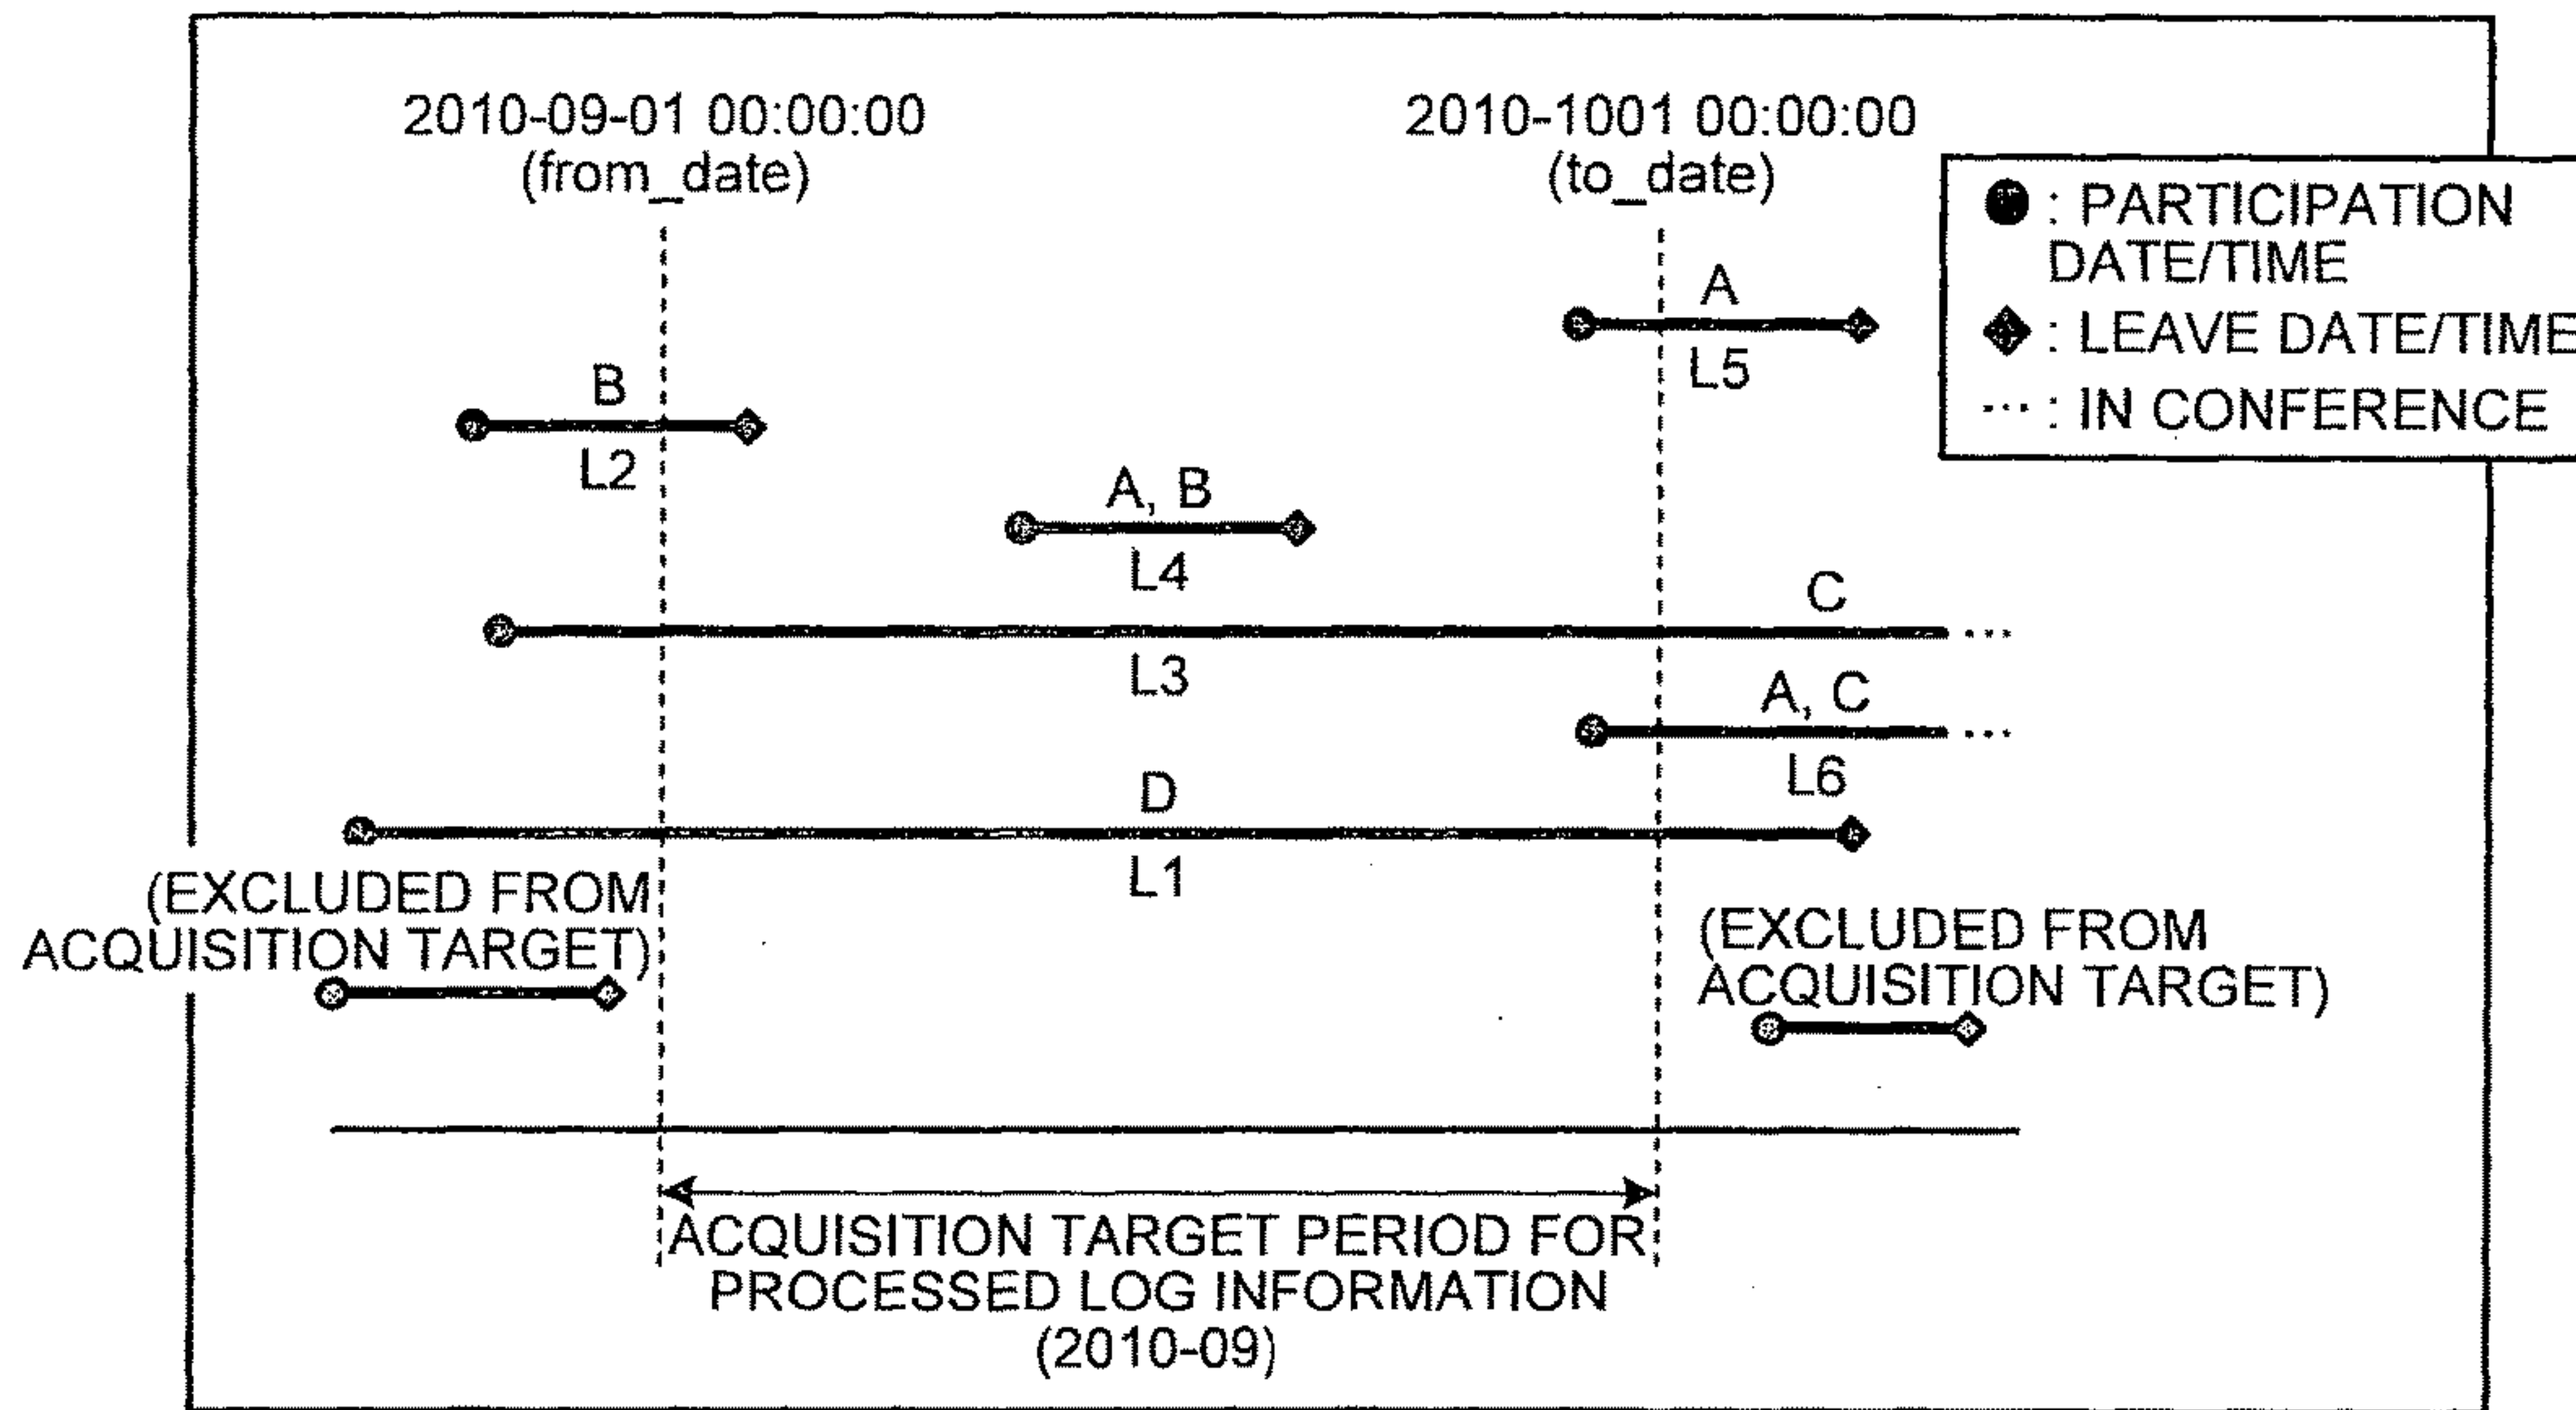 2010-09-01 00:00:00
(from_date)
2010-1001 00:00:00
(to_date)
: PARTICIPATION
DATE/TIME
: LEAVE DATE/TIME
... : IN CONFERENCE
A
L5
B
L2
A, B
L4
C
...
L3
A, C
...
L6
D
L1
(EXCLUDED FROM
ACQUISITION TARGET)
(EXCLUDED FROM
ACQUISITION TARGET)
ACQUISITION TARGET PERIOD FOR
PROCESSED LOG INFORMATION
(2010-09)